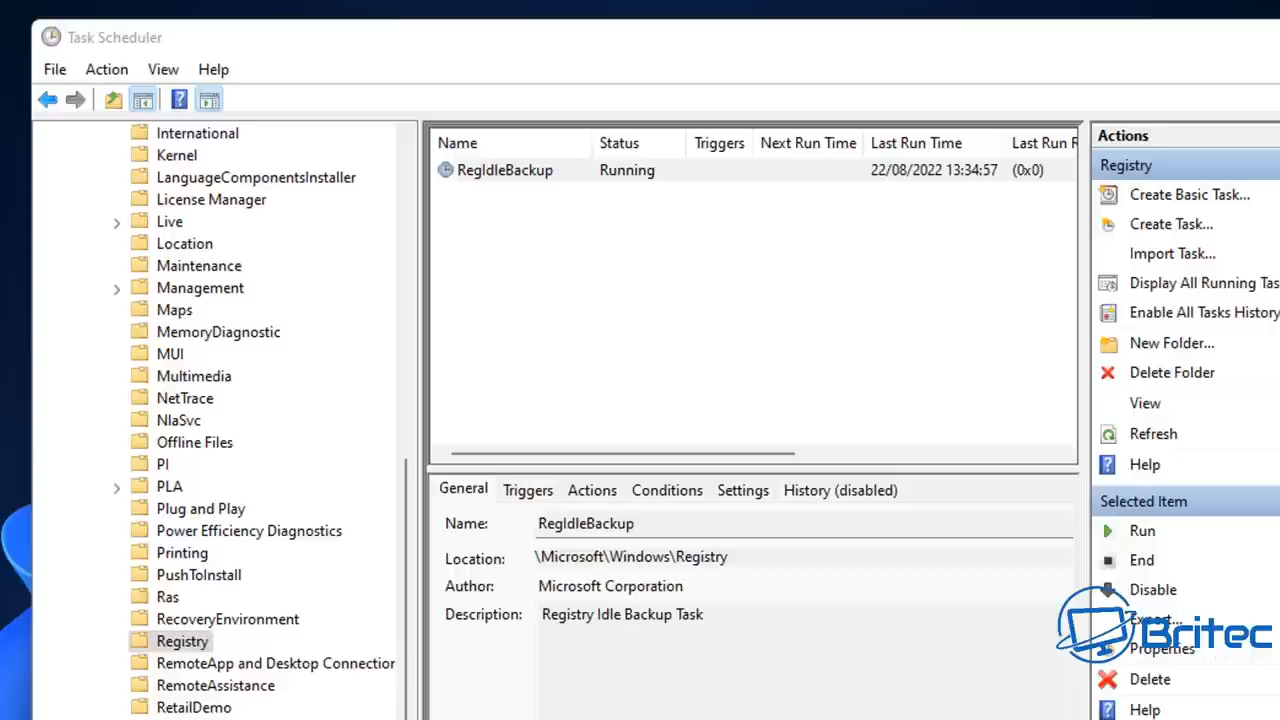 Task Scheduler
File Action View Help
International
Kernel
LanguageComponentsInstaller
License Manager
Live
Location
Maintenance
Management
Maps
MemoryDiagnostic
MUI
Multimedia
NetTrace
NlaSvc
Offline Files
PI
PLA
Plug and Play
Power Efficiency Diagnostics
Printing
PushToInstall
Ras
RecoveryEnvironment
Registry
RemoteApp and Desktop Connection
RemoteAssistance
RetailDemo
Name Status Triggers Next Run Time Last Run Time Last Run R
RegIdleBackup Running 22/08/2022 13:34:57 (0x0)
General Triggers Actions Conditions Settings History (disabled)
Name: RegIdleBackup
Location: \Microsoft\Windows\Registry
Author: Microsoft Corporation
Description: Registry Idle Backup Task
Actions
Registry
Create Basic Task...
Create Task...
Import Task...
Display All Running Tas
Enable All Tasks History
New Folder...
Delete Folder
View
Refresh
Help
Selected Item
Run
End
Disable
Export...
Properties
Delete
Help
Britec